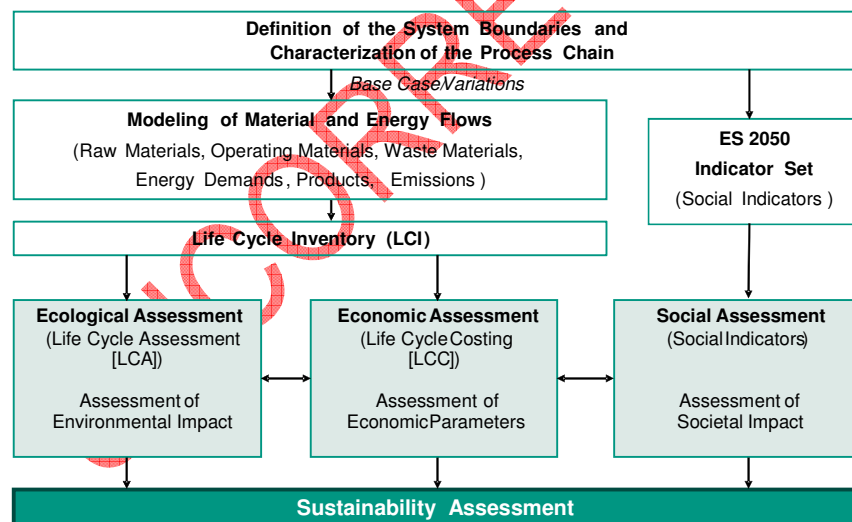 Definition of the System Boundaries and
Characterization of the Process Chain
Base Case/Variations
Modeling of Material and Energy Flows
(Raw Materials, Operating Materials, Waste Materials,
Energy Demands , Products, Emissions )
ES 2050
Indicator Set
(Social Indicators )
Life Cycle Inventory (LCI)
Ecological Assessment
(Life Cycle Assessment
[LCA])
Assessment of
Environmental Impact
Economic Assessment
(Life Cycle Costing
[LCC])
Assessment of
Economic Parameters
Social Assessment
(Social Indicators)
Assessment of
Societal Impact
Sustainability Assessment